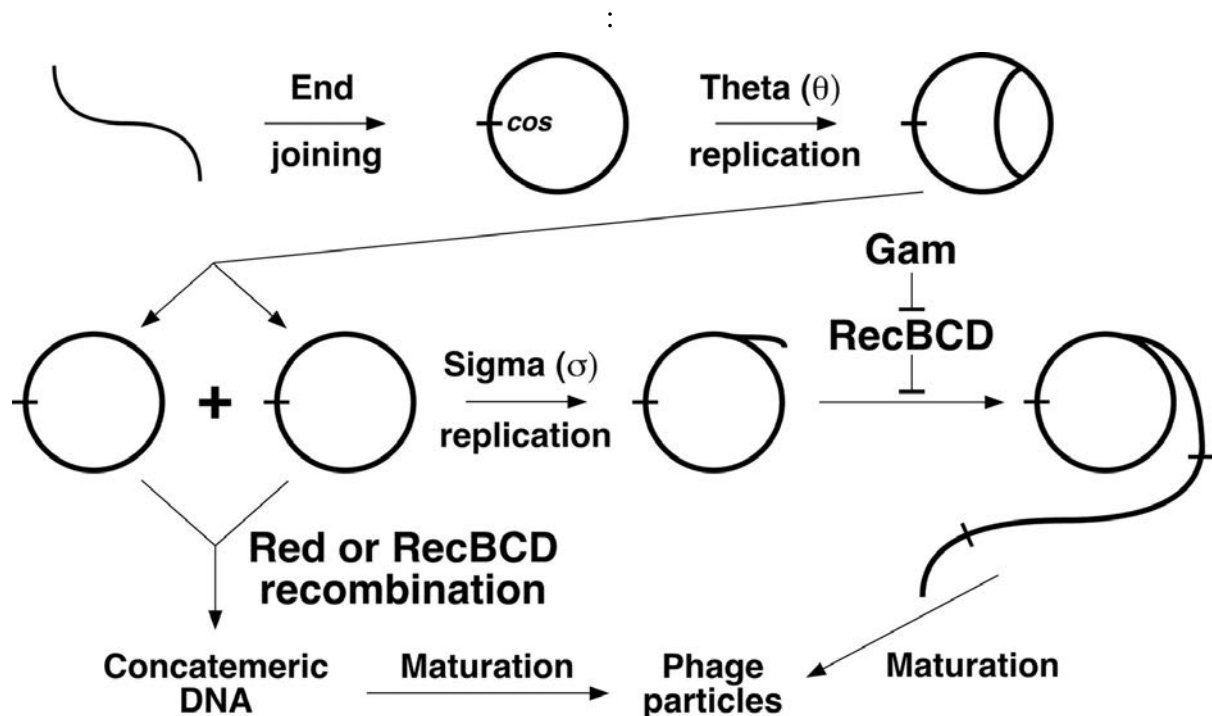 :
End
joining
cos
Theta (θ)
replication
Gam
RecBCD
+
Sigma (σ)
replication
Red or RecBCD
recombination
Concatemeric
DNA
Maturation
Phage
particles
Maturation